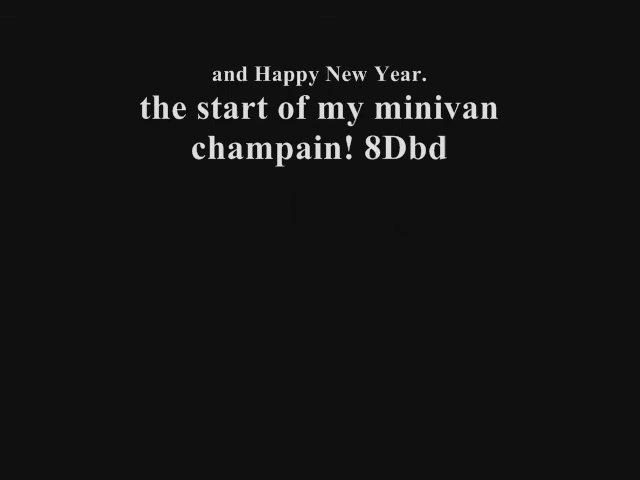 and Happy New Year.
the start of my minivan
champain! 8Dbd